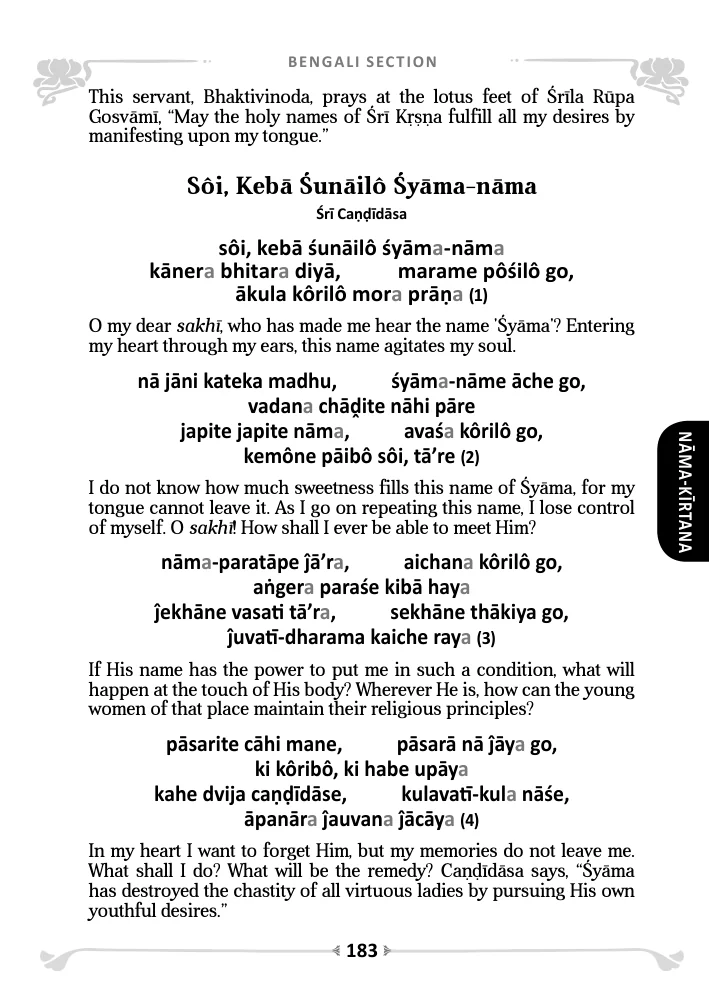 BENGALI SECTION
This servant, Bhaktivinoda, prays at the lotus feet of Śrīla Rūpa
Gosvāmī, “May the holy names of Śrī Kṛṣṇa fulfill all my desires by
manifesting upon my tongue.”
Sôi, Kebā Śunāilô Śyāma-nāma
Śrī Caṇḍīdāsa
sôi, kebā śunāilô śyāma-nāma
kānera bhitara diyā, marame pôśilô go,
ākula kôrilô mora prāṇa (1)
O my dear sakhī, who has made me hear the name 'Śyāma'? Entering
my heart through my ears, this name agitates my soul.
nā jāni kateka madhu, śyāma-nāme āche go,
vadana chāḓite nāhi pāre
japite japite nāma, avaśa kôrilô go,
kemône pāibô sôi, tā’re (2)
I do not know how much sweetness fills this name of Śyāma, for my
tongue cannot leave it. As I go on repeating this name, I lose control
of myself. O sakhī! How shall I ever be able to meet Him?
nāma-paratāpe ĵā’ra, aichana kôrilô go,
aṅgera paraśe kibā haya
ĵekhāne vasati tā’ra, sekhāne thākiya go,
ĵuvatī-dharama kaiche raya (3)
If His name has the power to put me in such a condition, what will
happen at the touch of His body? Wherever He is, how can the young
women of that place maintain their religious principles?
pāsarite cāhi mane, pāsarā nā ĵāya go,
ki kôribô, ki habe upāya
kahe dvija caṇḍīdāse, kulavatī-kula nāśe,
āpanāra ĵauvana ĵācāya (4)
In my heart I want to forget Him, but my memories do not leave me.
What shall I do? What will be the remedy? Caṇḍīdāsa says, “Śyāma
has destroyed the chastity of all virtuous ladies by pursuing His own
youthful desires.”
183
NĀMA-KĪRTANA